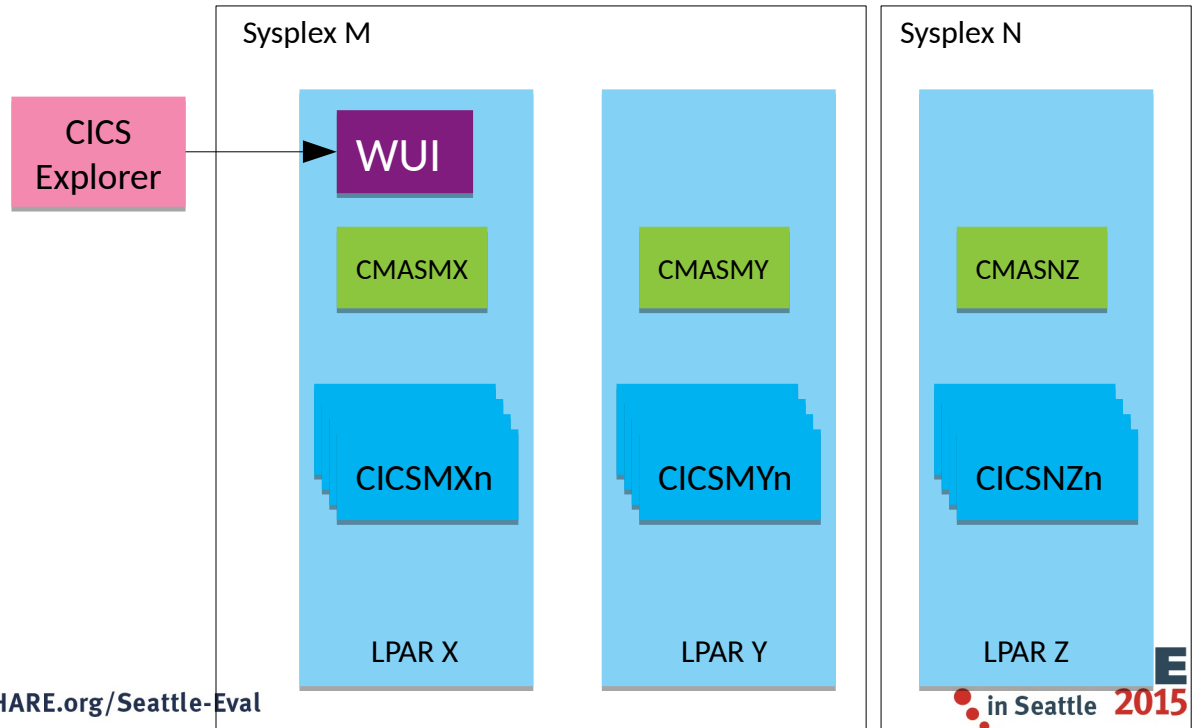 Sysplex M
Sysplex N
CICS
Explorer
WUI
CMASMX
CMASMY
CMASNZ
CICSMXn
CICSMYn
CICSNZn
LPAR X
LPAR Y
LPAR Z
HARE.org/Seattle-Eval
E
in Seattle 2015